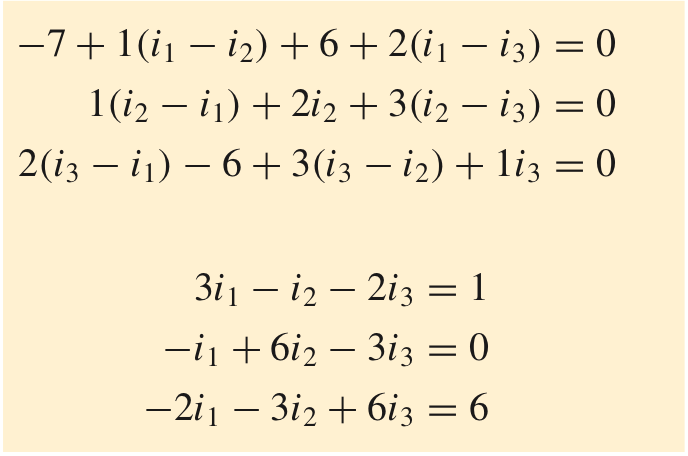 −7 + 1(i₁ − i₂) + 6 + 2(i₁ − i₃) = 0
1(i₂ − i₁) + 2i₂ + 3(i₂ − i₃) = 0
2(i₃ − i₁) − 6 + 3(i₃ − i₂) + 1i₃ = 0
3i₁ − i₂ − 2i₃ = 1
−i₁ + 6i₂ − 3i₃ = 0
−2i₁ − 3i₂ + 6i₃ = 6